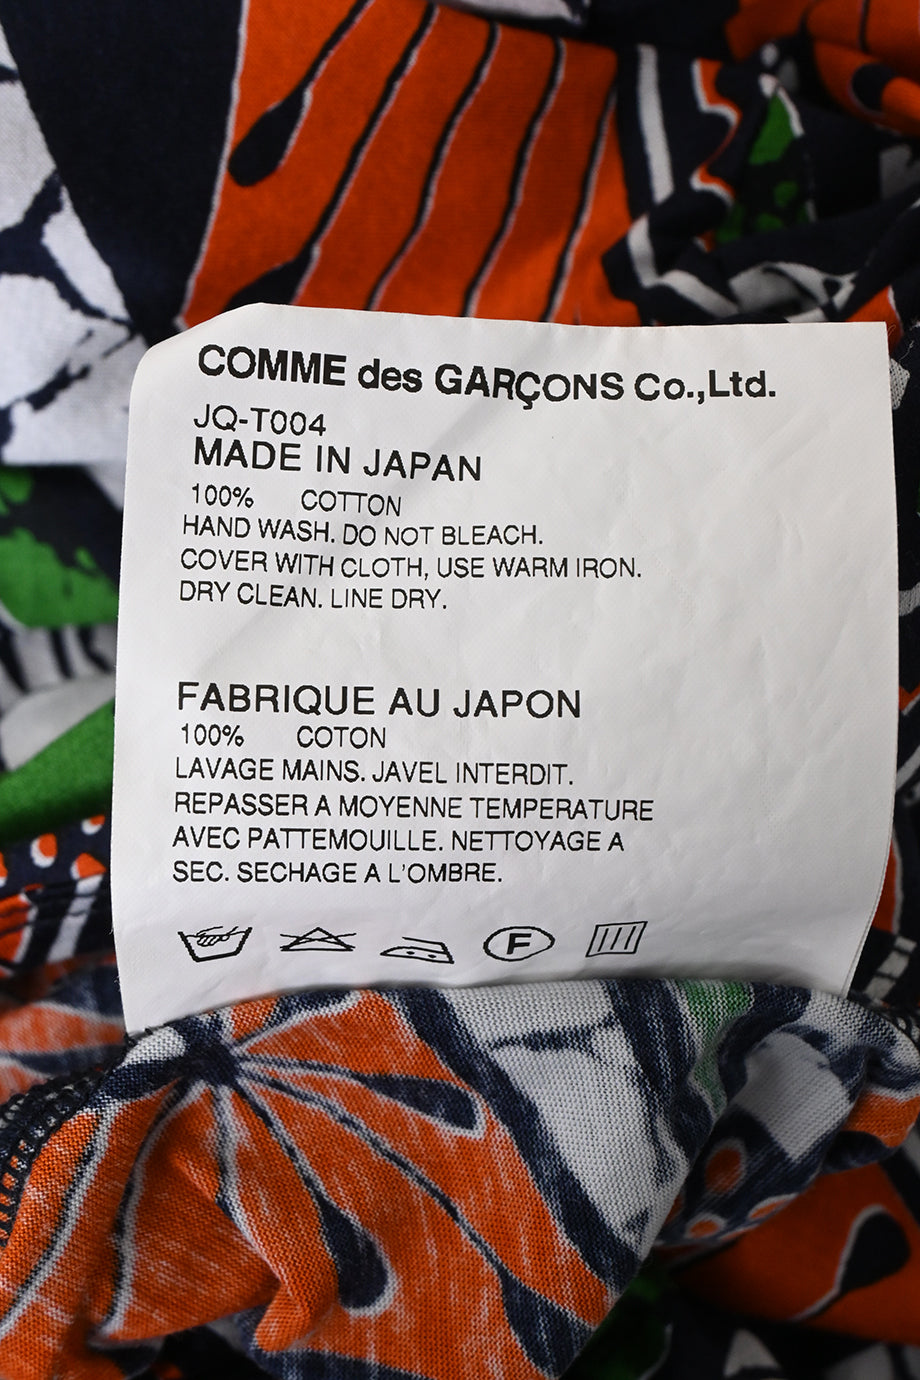 COMME des GARÇONS Co.,Ltd.
JQ-T004
MADE IN JAPAN
100% COTTON
HAND WASH. DO NOT BLEACH.
COVER WITH CLOTH, USE WARM IRON.
DRY CLEAN. LINE DRY.
FABRIQUE AU JAPON
100% COTON
LAVAGE MAINS. JAVEL INTERDIT.
REPASSER A MOYENNE TEMPERATURE
AVEC PATTEMOUILLE. NETTOYAGE A
SEC. SECHAGE A L'OMBRE.
F